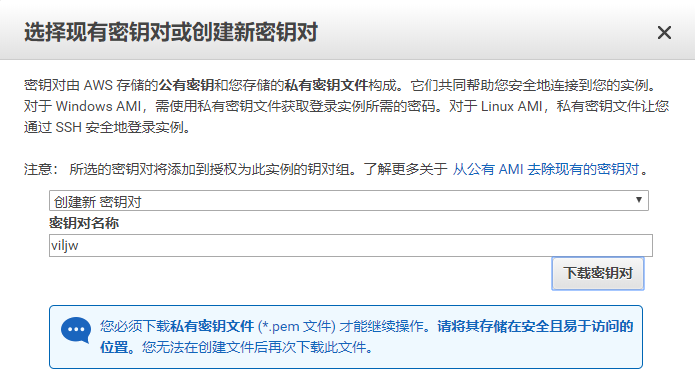 选择现有密钥对或创建新密钥对
密钥对由 AWS 存储的公有密钥和您存储的私有密钥文件构成。它们共同帮助您安全地连接到您的实例。
对于 Windows AMI，需使用私有密钥文件获取登录实例所需的密码。对于 Linux AMI，私有密钥文件让您
通过 SSH 安全地登录实例。
注意： 所选的密钥对将添加到授权为此实例的钥对组。了解更多关于 从公有 AMI 去除现有的密钥对。
创建新 密钥对
密钥对名称
viljw
下载密钥对
您必须下载私有密钥文件 (*.pem 文件) 才能继续操作。请将其存储在安全且易于访问的
位置。您无法在创建文件后再次下载此文件。